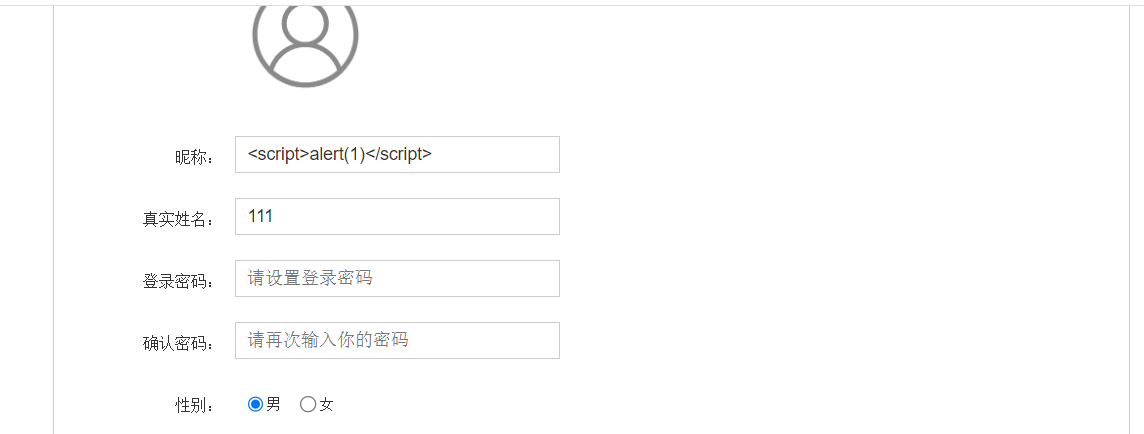 昵称： <script>alert(1)</script>
真实姓名： 111
登录密码： 请设置登录密码
确认密码： 请再次输入你的密码
性别： 男 女